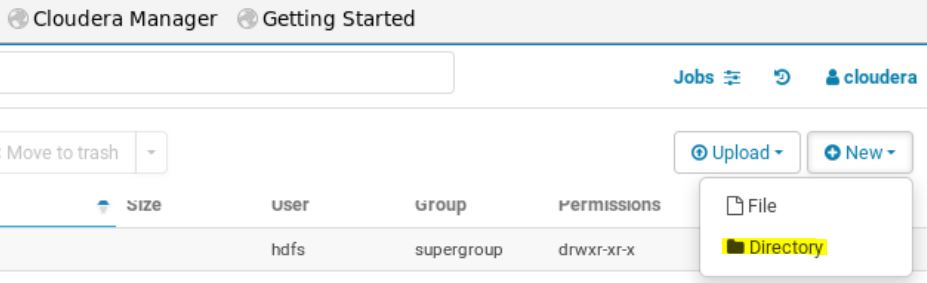 Cloudera Manager Getting Started
Jobs cloudera
Move to trash Upload New
Size User Group Permissions
File
hdfs supergroup drwxr-xr-x
Directory